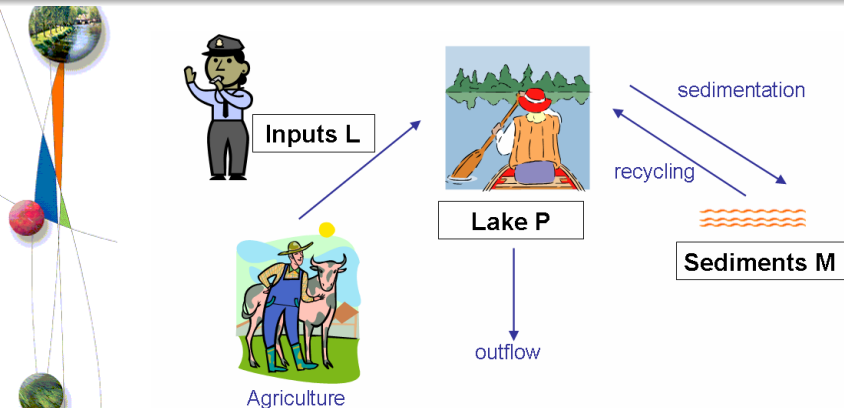 sedimentation
Inputs L
recycling
Lake P
Sediments M
outflow
Agriculture